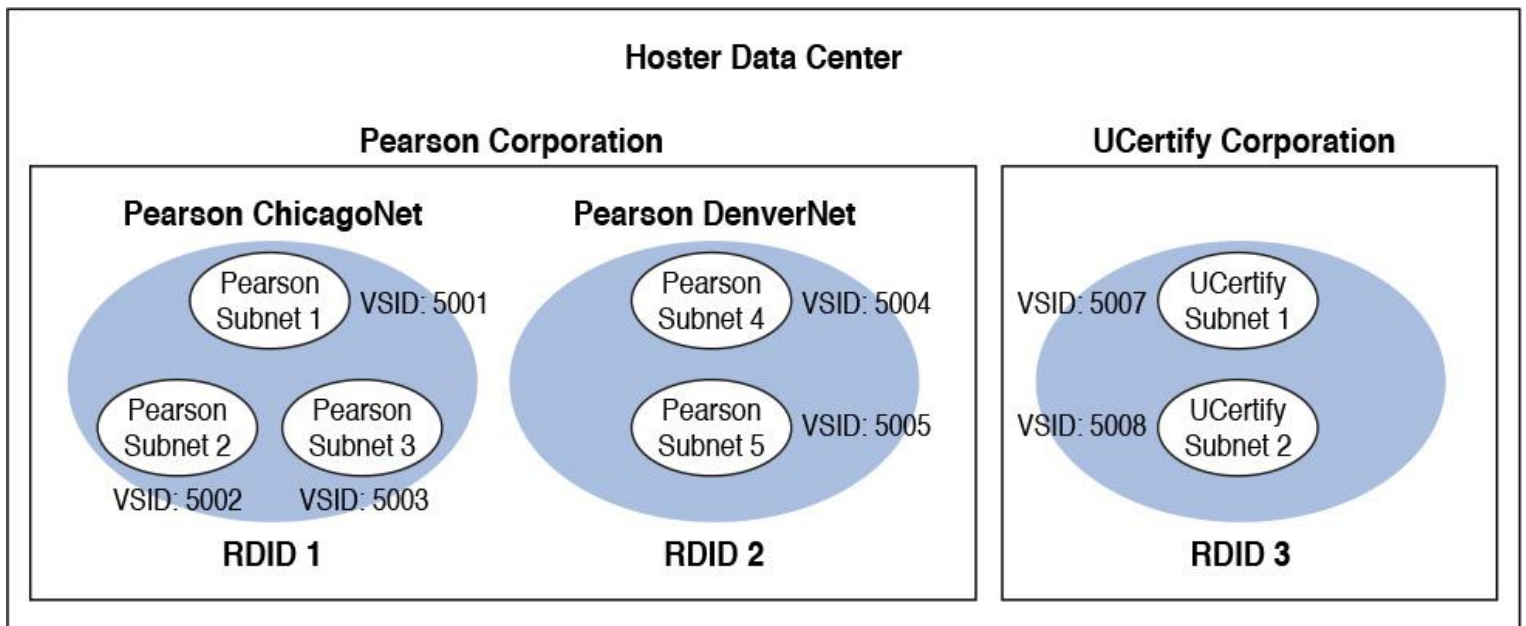 Hoster Data Center
Pearson Corporation
UCertify Corporation
Pearson ChicagoNet
Pearson DenverNet
Pearson
Subnet 1
VSID: 5001
Pearson
Subnet 2
VSID: 5002
Pearson
Subnet 3
VSID: 5003
RDID 1
Pearson
Subnet 4
VSID: 5004
Pearson
Subnet 5
VSID: 5005
RDID 2
VSID: 5007
UCertify
Subnet 1
VSID: 5008
UCertify
Subnet 2
RDID 3